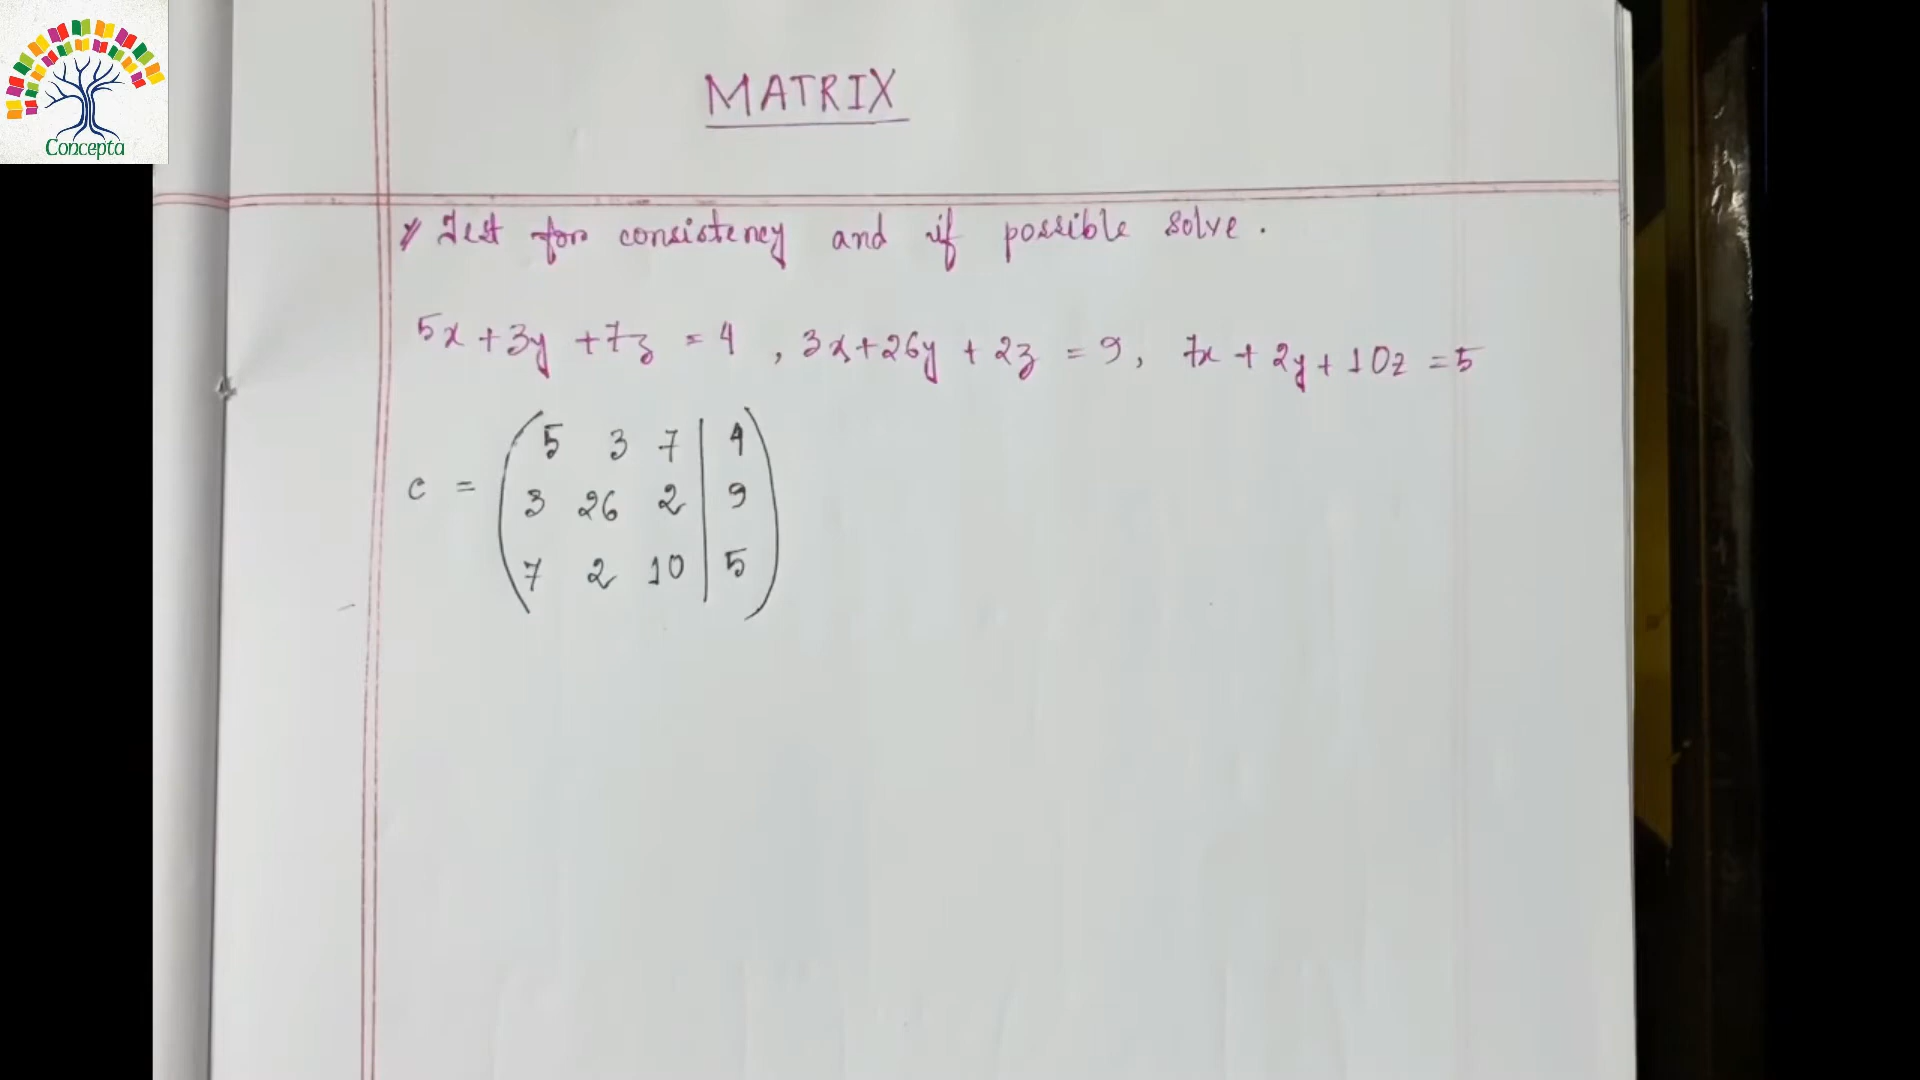 Concepta
MATRIX
1) Test for consistency and if possible solve.
5x + 3y + 7z = 4 , 3x + 26y + 2z = 9, 7x + 2y + 10z = 5
c = ( 5 3 7 | 4
3 26 2 | 9
7 2 10 | 5 )